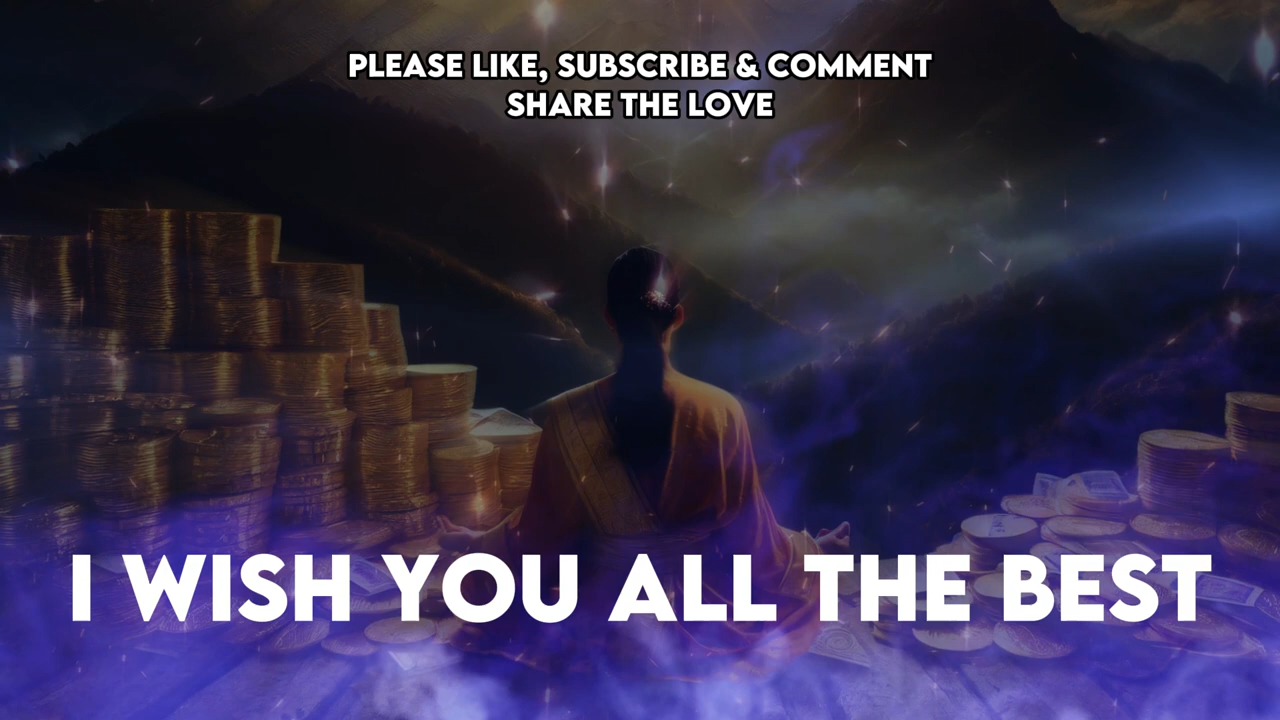 PLEASE LIKE, SUBSCRIBE & COMMENT
SHARE THE LOVE
I WISH YOU ALL THE BEST